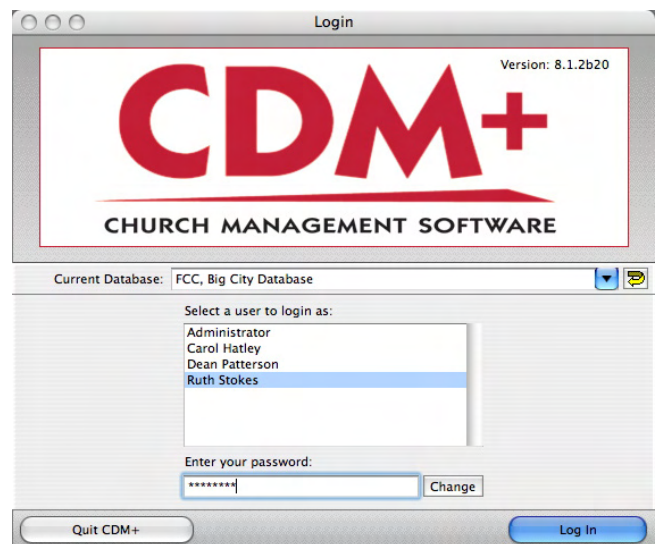 Login
Version: 8.1.2b20
CDM+
CHURCH MANAGEMENT SOFTWARE
Current Database: FCC, Big City Database
Select a user to login as:
Administrator
Carol Hatley
Dean Patterson
Ruth Stokes
Enter your password:
********
Change
Quit CDM+ Log In